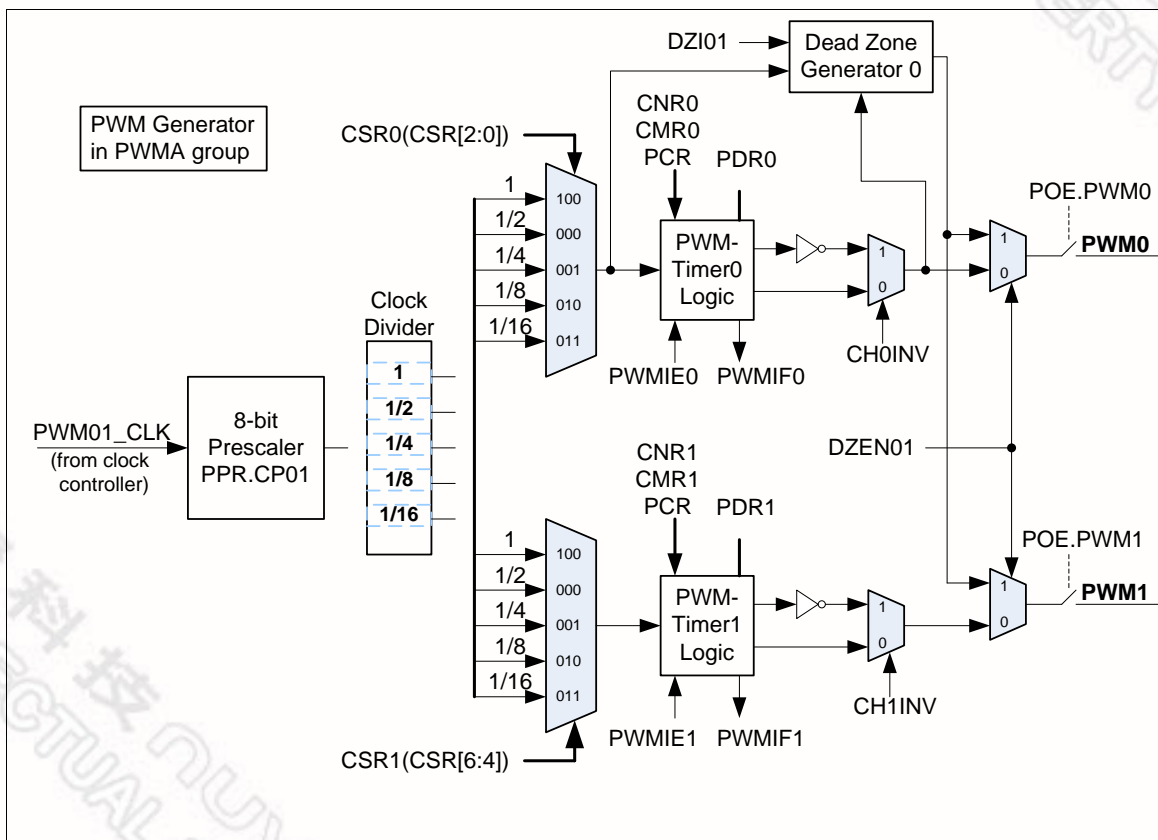 DZI01
Dead Zone
Generator 0
PWM Generator
in PWMA group
CSR0(CSR[2:0])
CNR0
CMR0
PCR
PDR0
1
1/2
1/4
1/8
1/16
100
000
001
010
011
PWM-
Timer0
Logic
1
0
CH0INV
PWMIE0
PWMIF0
1
0
POE.PWM0
PWM0
Clock
Divider
1
1/2
1/4
1/8
1/16
PWM01_CLK
(from clock
controller)
8-bit
Prescaler
PPR.CP01
DZEN01
CNR1
CMR1
PCR
PDR1
1
1/2
1/4
1/8
1/16
100
000
001
010
011
PWM-
Timer1
Logic
1
0
CH1INV
PWMIE1
PWMIF1
1
0
POE.PWM1
PWM1
CSR1(CSR[6:4])
科技